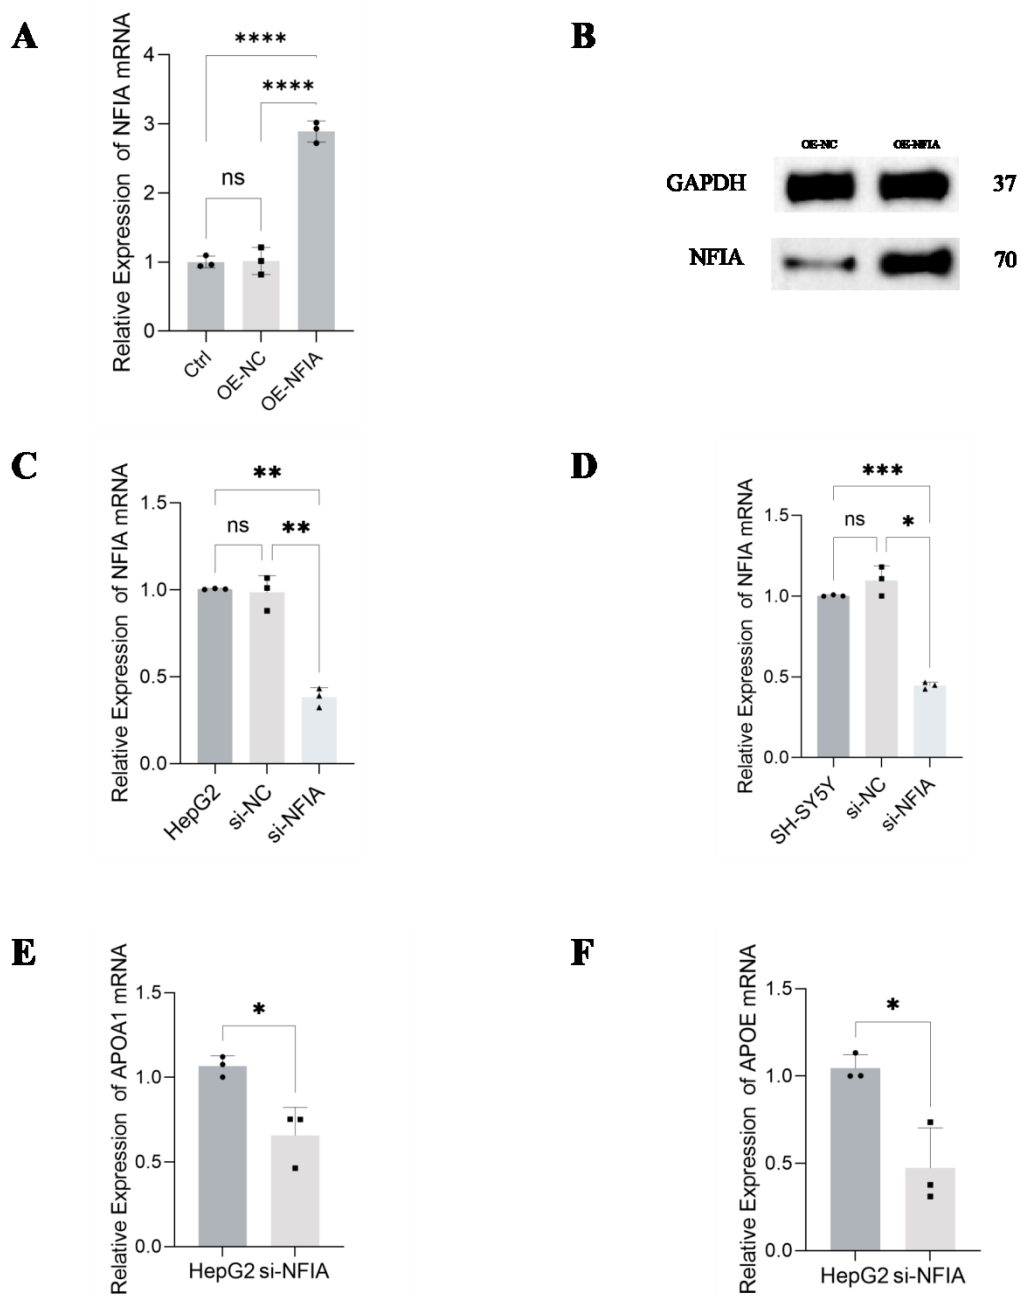 A
Relative Expression of NFIA mRNA
4
3
2
1
0
****
****
ns
Ctrl
OE-NC
OE-NFIA
B
OE-NC OE-NFIA
GAPDH 37
NFIA 70
C
Relative Expression of NFIA mRNA
1.5
1.0
0.5
0.0
**
ns **
HepG2
si-NC
si-NFIA
D
Relative Expression of NFIA mRNA
1.5
1.0
0.5
0.0
***
ns *
SH-SY5Y
si-NC
si-NFIA
E
Relative Expression of APOA1 mRNA
1.5
1.0
0.5
0.0
*
HepG2 si-NFIA
F
Relative Expression of APOE mRNA
1.5
1.0
0.5
0.0
*
HepG2 si-NFIA